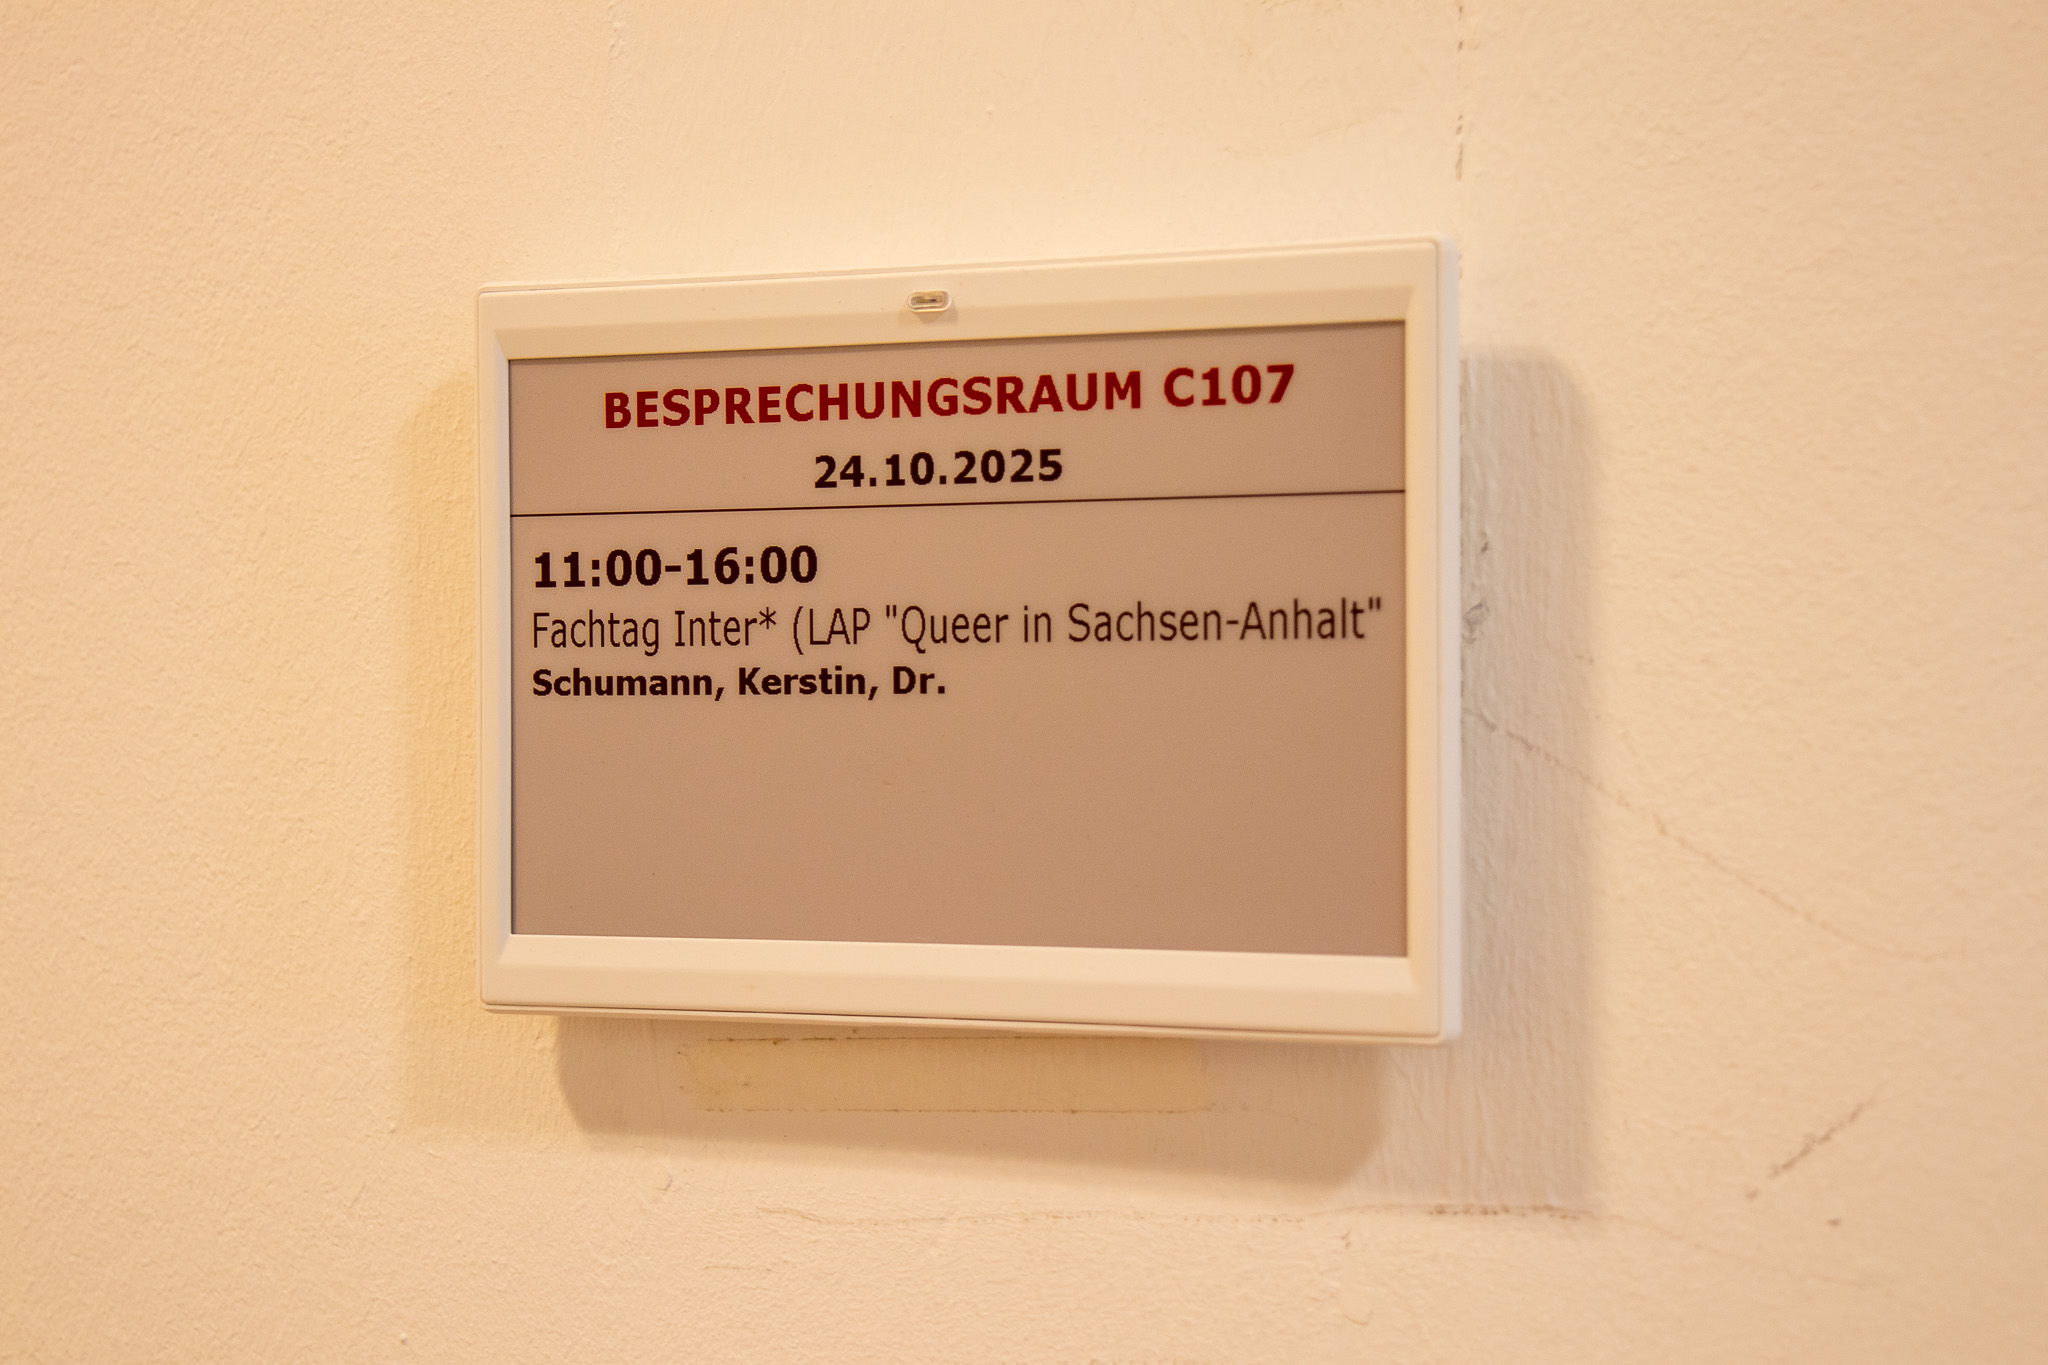 BESPRECHUNGSRAUM C107
24.10.2025
11:00-16:00
Fachtag Inter* (LAP "Queer in Sachsen-Anhalt"
Schumann, Kerstin, Dr.